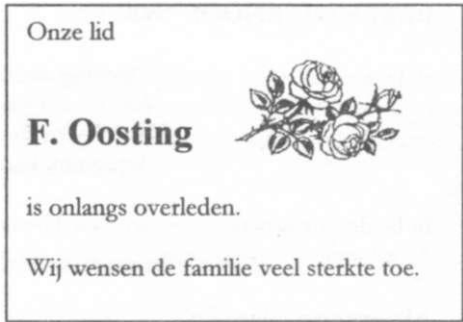 Onze lid
F. Oosting
is onlangs overleden.
Wij wensen de familie veel sterkte toe.